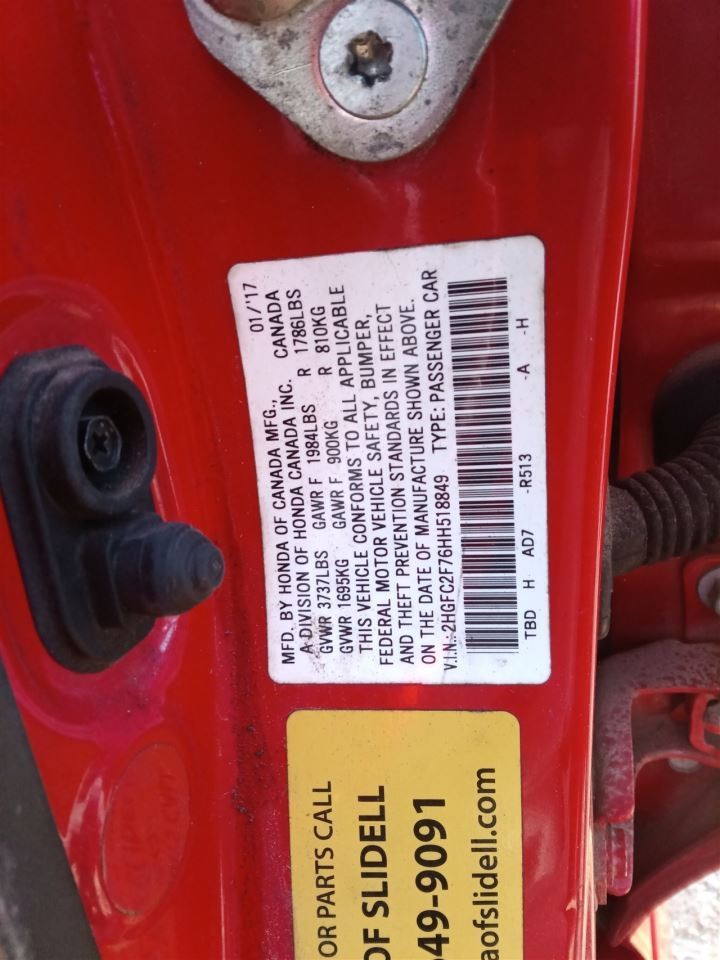 MFD. BY HONDA OF CANADA MFG., 01/'17
A DIVISION OF HONDA CANADA INC. CANADA
GVWR 3737LBS GAWR F 1984LBS R 1786LBS
GVWR 1695KG GAWR F 900KG R 810KG
THIS VEHICLE CONFORMS TO ALL APPLICABLE
FEDERAL MOTOR VEHICLE SAFETY, BUMPER,
AND THEFT PREVENTION STANDARDS IN EFFECT
ON THE DATE OF MANUFACTURE SHOWN ABOVE.
V.I.N.: 2HGFC2F76HH518849 TYPE: PASSENGER CAR
TBD H AD7 -R513 -A -H
OR PARTS CALL
OF SLIDELL
649-9091
aofslidell.com